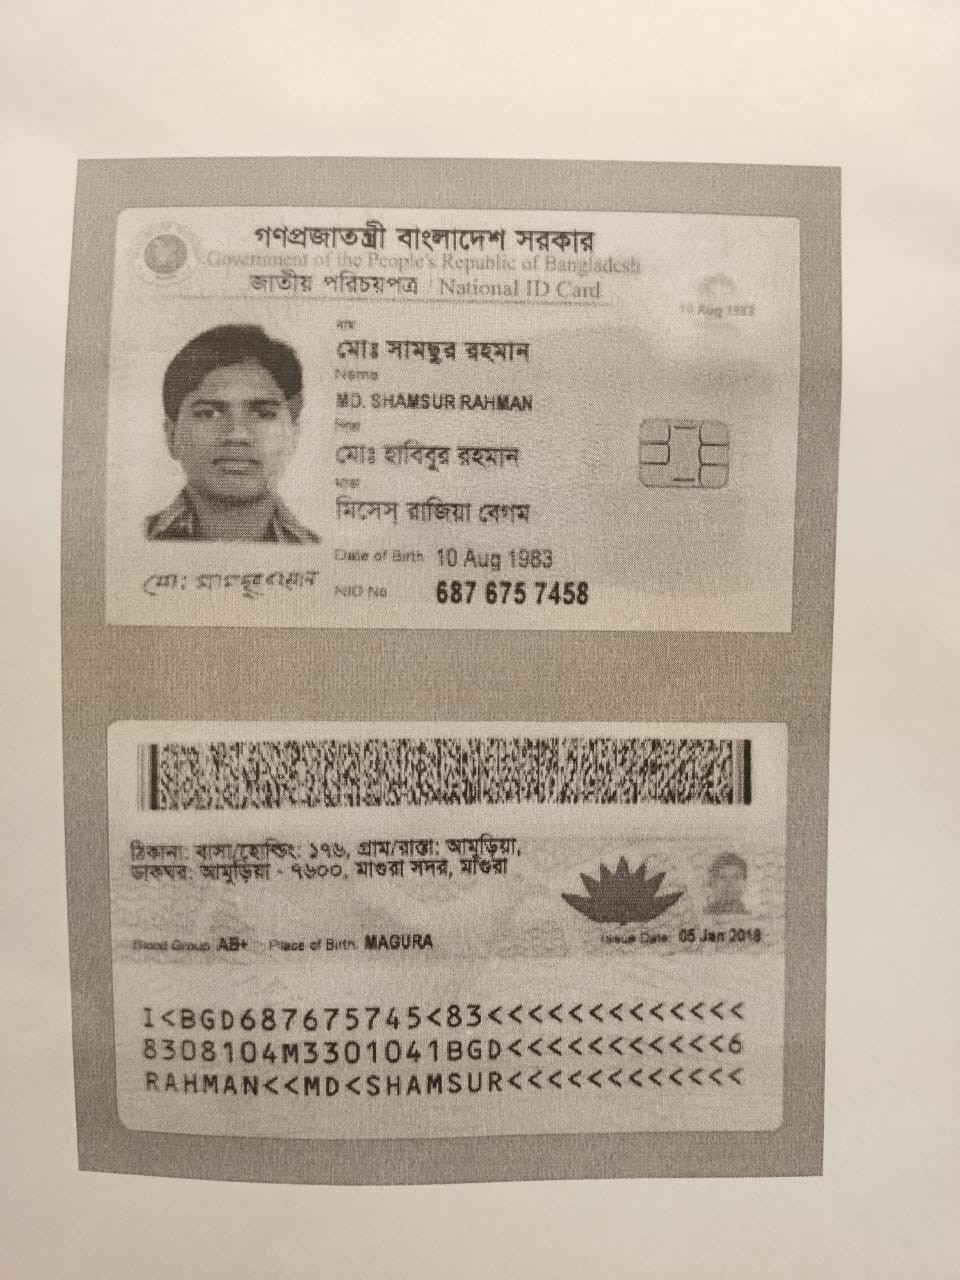 গণপ্রজাতন্ত্রী বাংলাদেশ সরকার
Government of the People's Republic of Bangladesh
জাতীয় পরিচয়পত্র / National ID Card
10 Aug 1983
নাম
মোঃ সামছুর রহমান
Name
MD. SHAMSUR RAHMAN
পিতা
মোঃ হাবিবুর রহমান
মাতা
মিসেস্ রাজিয়া বেগম
Date of Birth 10 Aug 1983
মো: সামছুর রহমান
NID No 687 675 7458
ঠিকানা: বাসা/হোল্ডিং: ১৭৬, গ্রাম/রাস্তা: আমুড়িয়া,
ডাকঘর: আমুড়িয়া - ৭৬০০, মাগুরা সদর, মাগুরা
Blood Group AB+ Place of Birth MAGURA
Issue Date 05 Jan 2018
I<BGD687675745<83<<<<<<<<<<<<<
8308104M3301041BGD<<<<<<<<<<<6
RAHMAN<<MD<SHAMSUR<<<<<<<<<<<<